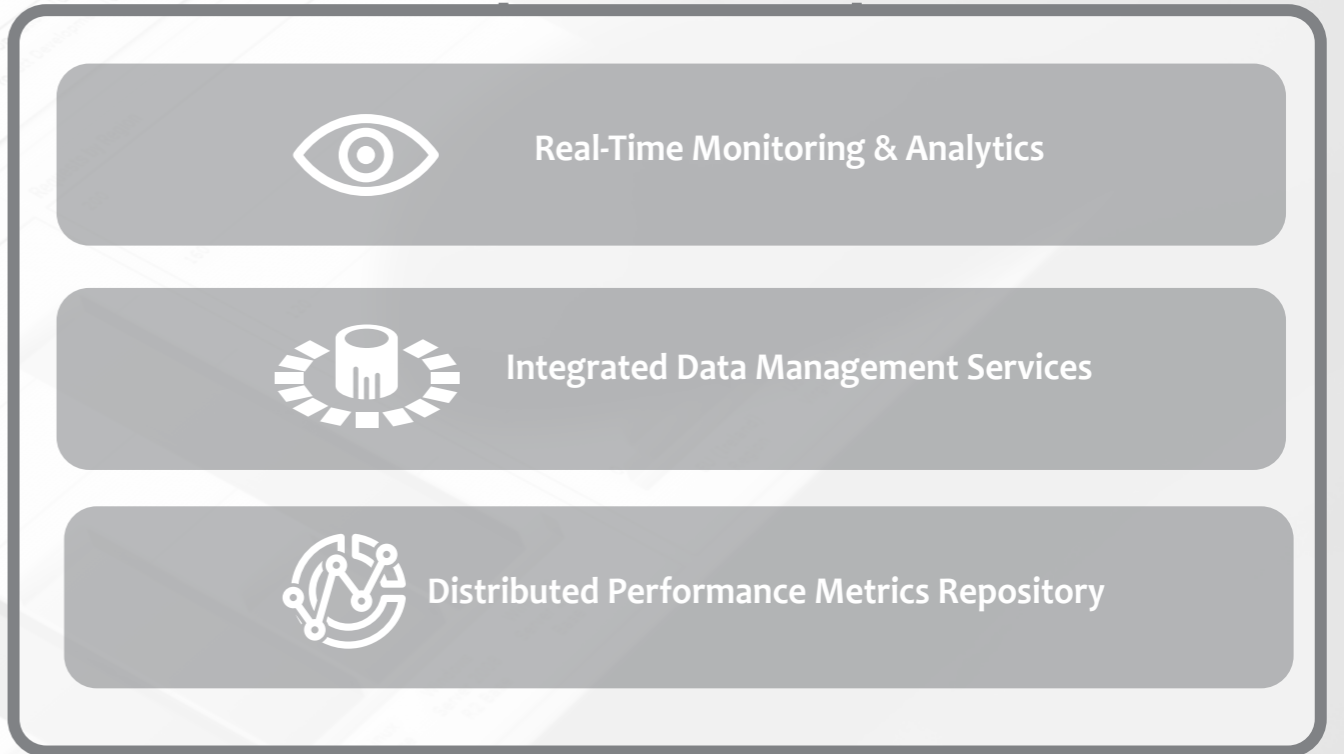 Real-Time Monitoring & Analytics
Integrated Data Management Services
Distributed Performance Metrics Repository